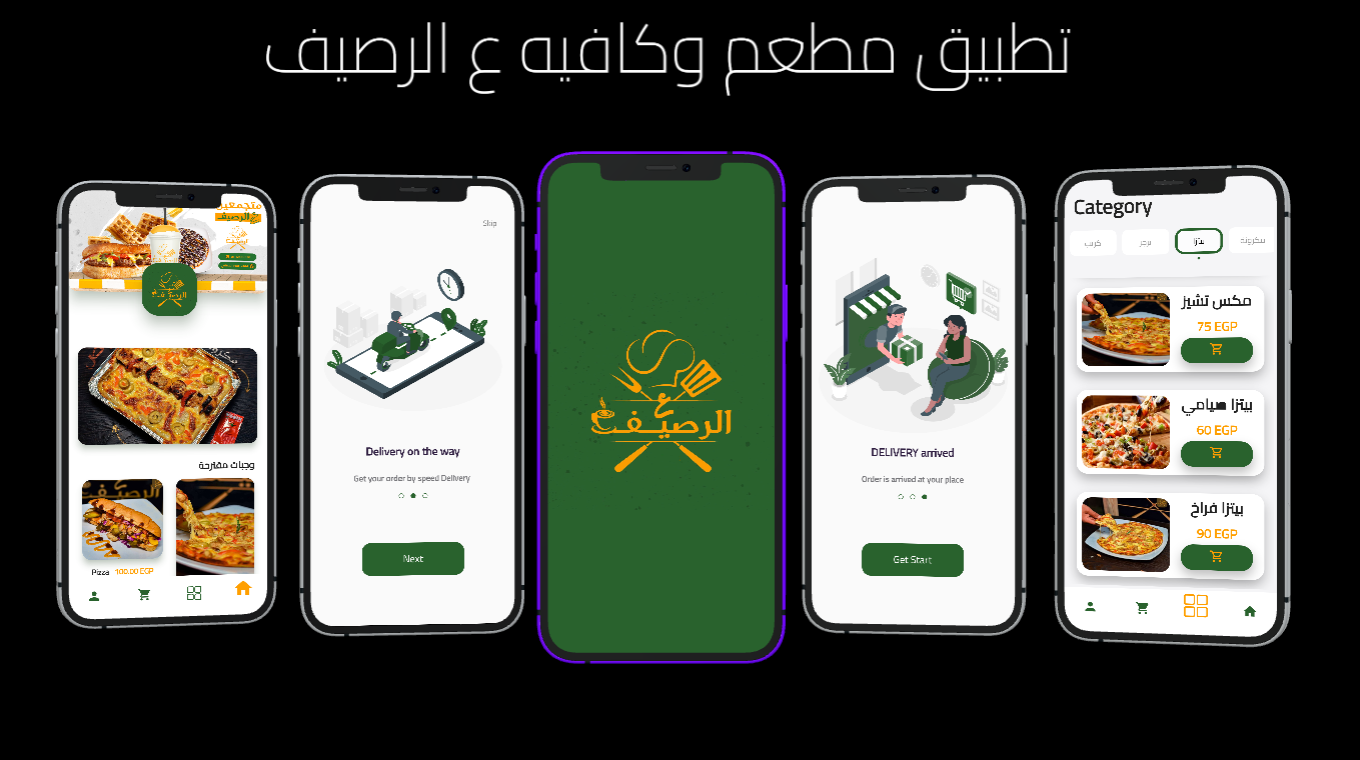 تطبيق مطعم وكافيه ع الرصيف
متجمعين
ع الرصيف
وجبات مقترحة
Pizza 100.00 EGP
Skip
Delivery on the way
Get your order by speed Delivery
Next
ع
الرصيف
DELIVERY arrived
Order is arrived at your place
Get Start
Category
كريب
برجر
بيتزا
مكرونة
مكس تشيز
75 EGP
بيتزا صيامي
60 EGP
بيتزا فراخ
90 EGP